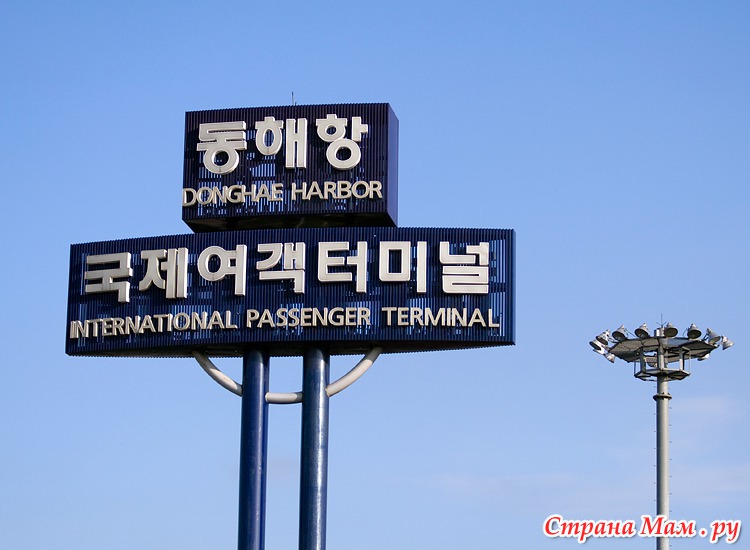 동해항
DONGHAE HARBOR
국제여객터미널
INTERNATIONAL PASSENGER TERMINAL
Страна Мам.ру